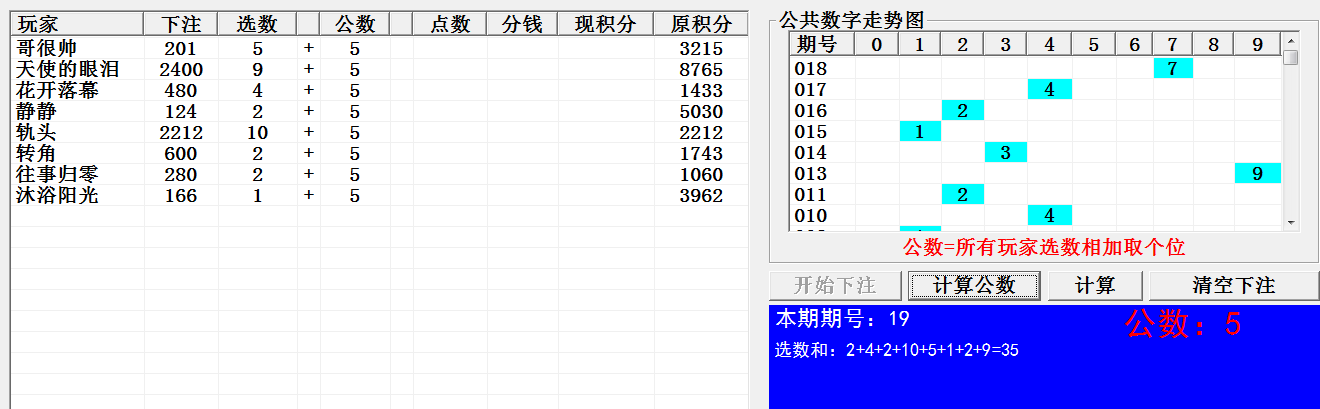 玩家 下注 选数 公数 点数 分钱 现积分 原积分
哥很帅 201 5 + 5 3215
天使的眼泪 2400 9 + 5 8765
花开落幕 480 4 + 5 1433
静静 124 2 + 5 5030
轨头 2212 10 + 5 2212
转角 600 2 + 5 1743
往事归零 280 2 + 5 1060
沐浴阳光 166 1 + 5 3962
公共数字走势图
期号 0 1 2 3 4 5 6 7 8 9
018 7
017 4
016 2
015 1
014 3
013 9
011 2
010 4
公数=所有玩家选数相加取个位
开始下注 计算公数 计算 清空下注
本期期号：19
公数：5
选数和：2+4+2+10+5+1+2+9=35